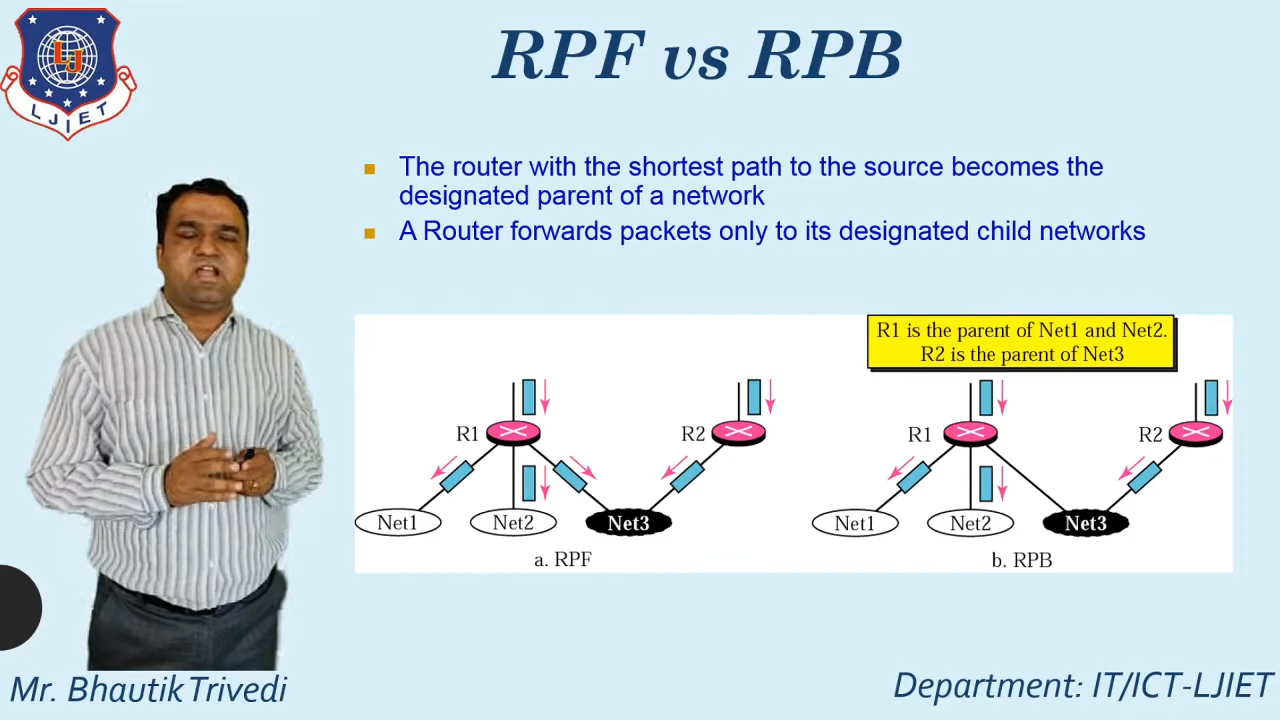 LJ
LJIET
RPF vs RPB
The router with the shortest path to the source becomes the
designated parent of a network
A Router forwards packets only to its designated child networks
R1 is the parent of Net1 and Net2.
R2 is the parent of Net3
R1
R2
R1
R2
Net1
Net2
Net3
Net1
Net2
Net3
a. RPF
b. RPB
Mr. Bhautik Trivedi
Department: IT/ICT-LJIET